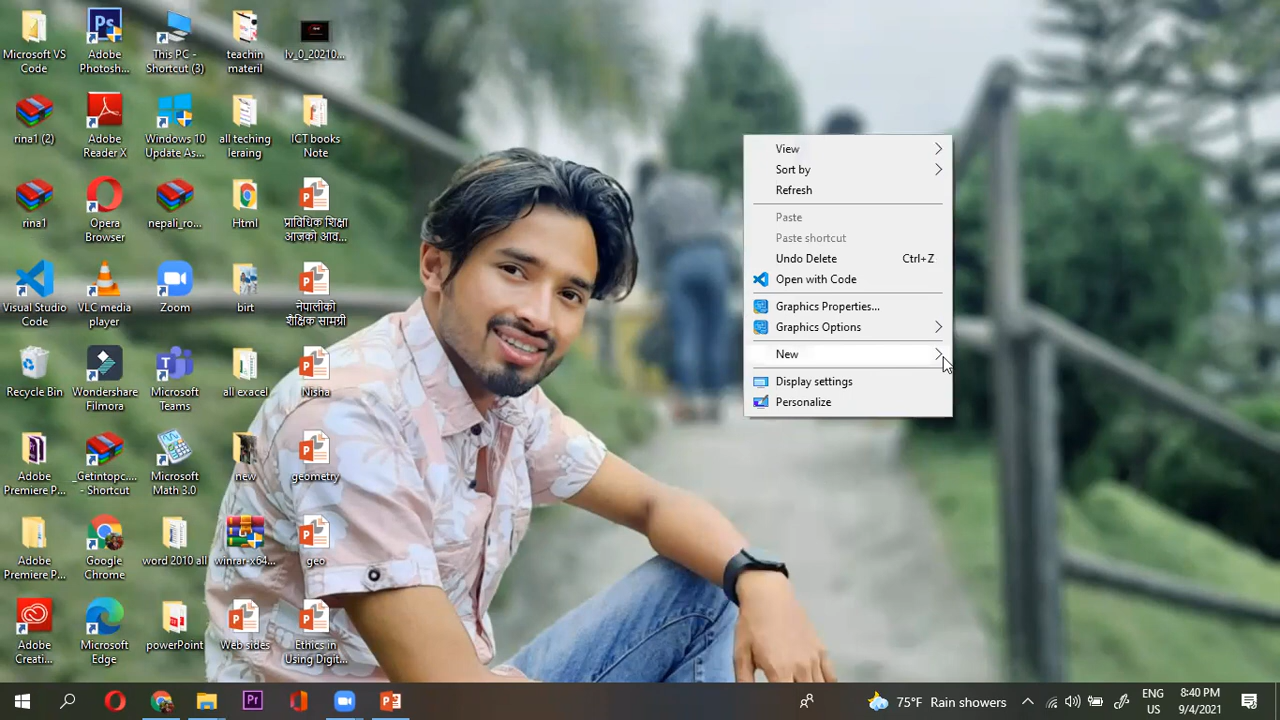 Microsoft VS
Code
Adobe
Photosh...
This PC -
Shortcut (3)
teachin
materil
lv_0_20210...
rina1 (2)
Adobe
Reader X
Windows 10
Update As...
all teching
leraing
ICT books
Note
rina1
Opera
Browser
nepali_ro...
Html
प्राविधिक शिक्षा
आजको आव...
Visual Studio
Code
VLC media
player
Zoom
birt
नेपालीको
शैक्षिक सामग्री
Recycle Bin
Wondershare
Filmora
Microsoft
Teams
all exacel
Nisha
Adobe
Premiere P...
_Getintopc....
- Shortcut
Microsoft
Math 3.0
new
geometry
Adobe
Premiere P...
Google
Chrome
word 2010 all
winrar-x64...
geo
Adobe
Creati...
Microsoft
Edge
powerPoint
Web sides
Ethics in
Using Digit...
View
Sort by
Refresh
Paste
Paste shortcut
Undo Delete Ctrl+Z
Open with Code
Graphics Properties...
Graphics Options
New
Display settings
Personalize
75°F Rain showers
ENG
US
8:40 PM
9/4/2021